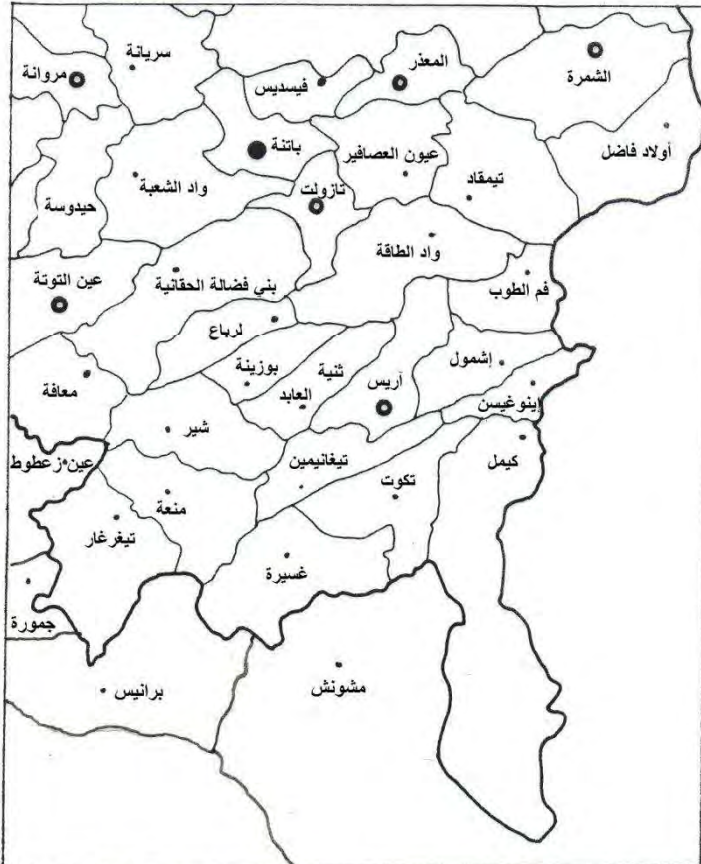 سريانة
مروانة
المعذر
فيسديس
الشمرة
باتنة
عيون العصافير
أولاد فاضل
واد الشعبة
تازولت
تيمقاد
حيدوسة
واد الطاقة
عين التوتة
بني فضالة الحقانية
فم الطوب
لرباع
بوزينة
ثنية
العابد
آريس
إشمول
إينوغيسن
معافة
شير
كيمل
عين زعطوط
تيغانيمين
تكوت
منعة
تيغرغار
غسيرة
جمورة
برانيس
مشونش